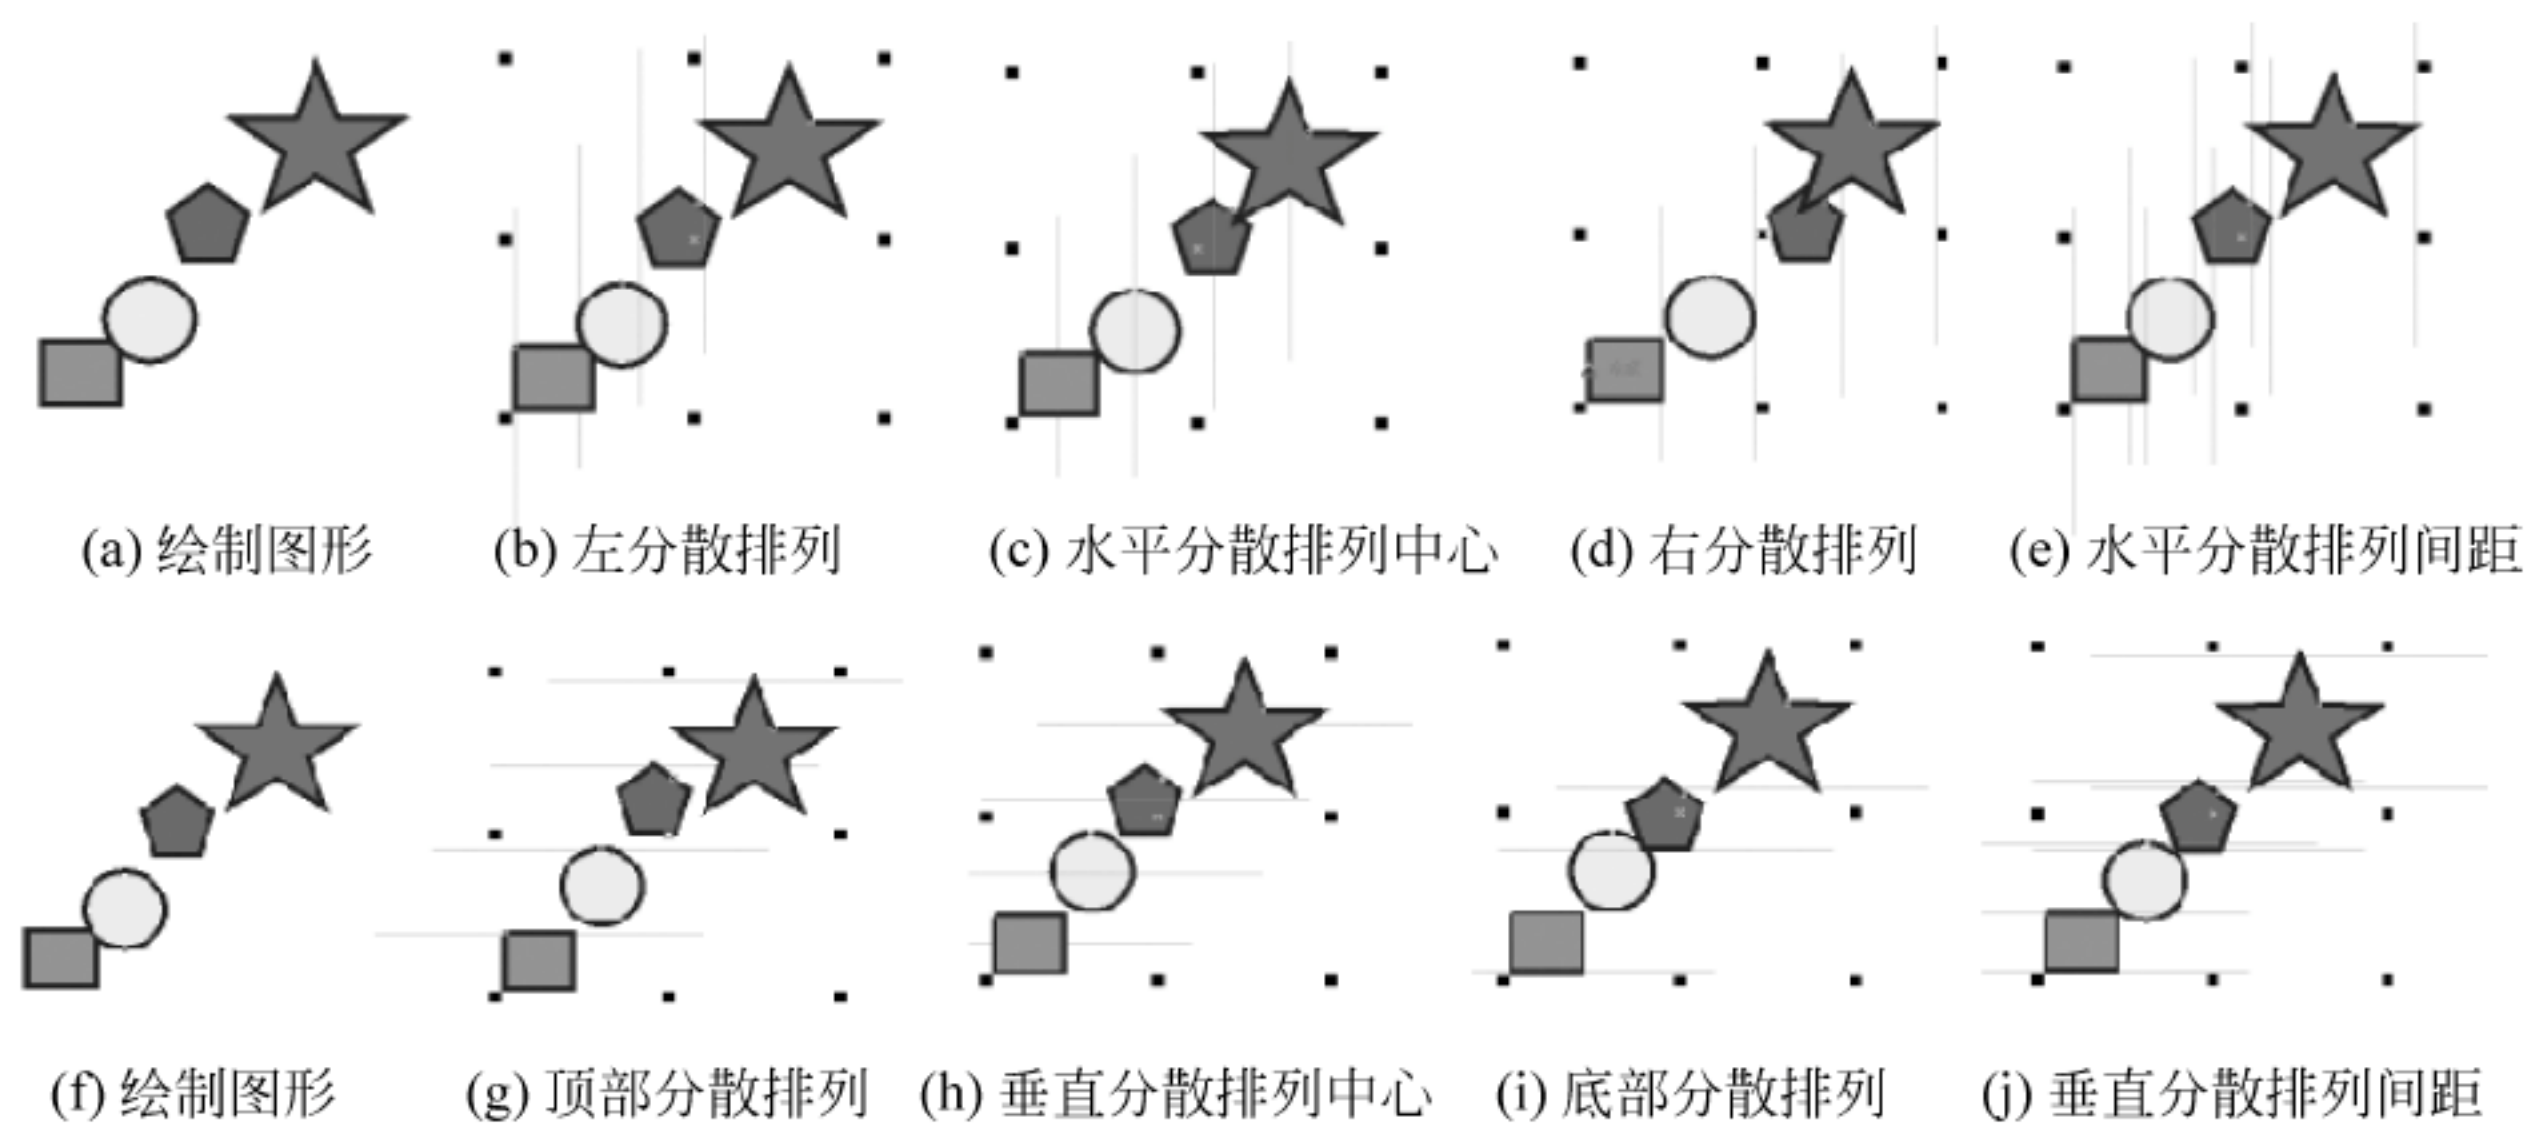 (a) 绘制图形
(b) 左分散排列
(c) 水平分散排列中心
(d) 右分散排列
(e) 水平分散排列间距
(f) 绘制图形
(g) 顶部分散排列
(h) 垂直分散排列中心
(i) 底部分散排列
(j) 垂直分散排列间距